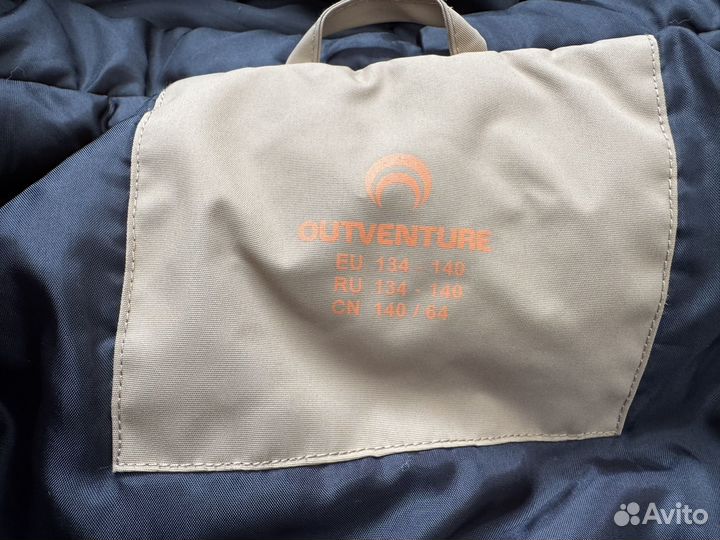 OUTVENTURE
EU 134 - 140
RU 134 - 140
CN 140 / 64
Avito